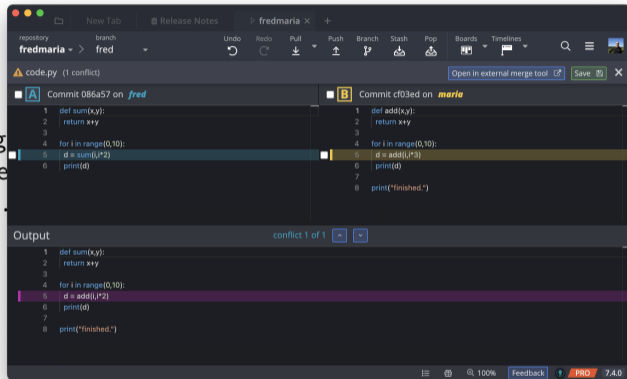 New Tab Release Notes fredmaria × +
repository branch
fredmaria fred
Undo Redo Pull Push Branch Stash Pop Boards Timelines
code.py (1 conflict) Open in external merge tool Save
A Commit 086a57 on fred
1 def sum(x,y):
2 return x+y
3
4 for i in range(0,10):
5 d = sum(i,i*2)
6 print(d)
B Commit cf03ed on maria
1 def add(x,y):
2 return x+y
3
4 for i in range(0,10):
5 d = add(i,i*3)
6 print(d)
7
8 print("finished.")
Output conflict 1 of 1
1 def sum(x,y):
2 return x+y
3
4 for i in range(0,10):
5 d = add(i,i*2)
6 print(d)
7
8 print("finished.")
100% Feedback PRO 7.4.0